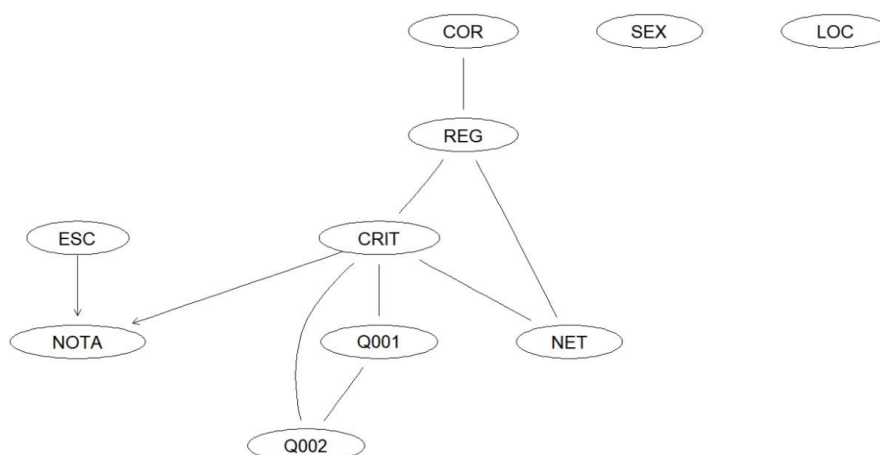 COR SEX LOC
REG
ESC CRIT
NOTA Q001 NET
Q002